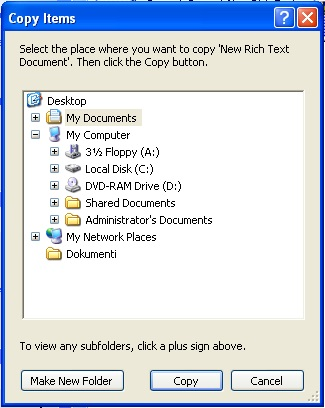 Copy Items
Select the place where you want to copy 'New Rich Text
Document'. Then click the Copy button.
Desktop
My Documents
My Computer
3½ Floppy (A:)
Local Disk (C:)
DVD-RAM Drive (D:)
Shared Documents
Administrator's Documents
My Network Places
Dokumenti
To view any subfolders, click a plus sign above.
Make New Folder
Copy
Cancel